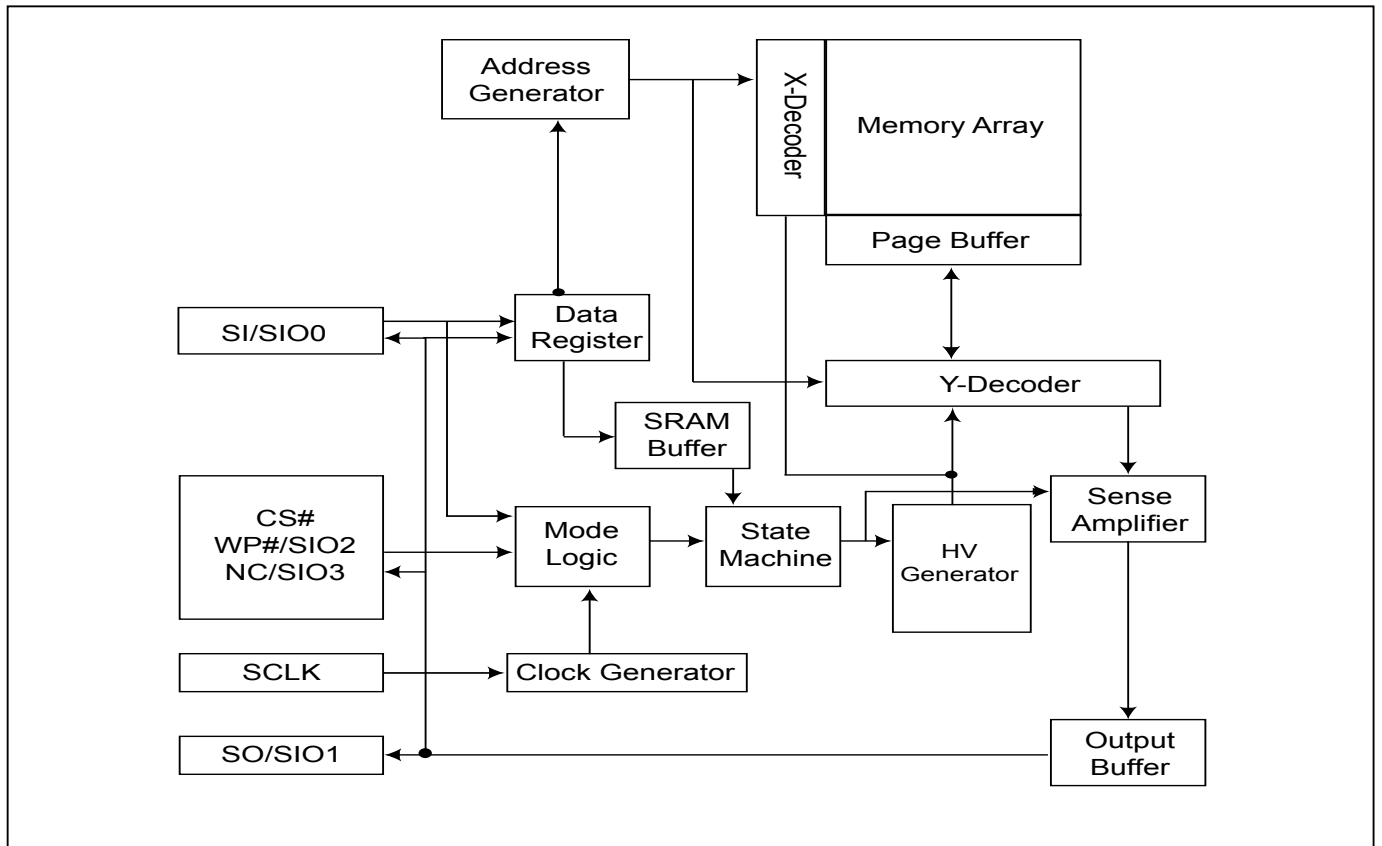 Address
Generator
X-Decoder
Memory Array
Page Buffer
SI/SIO0
Data
Register
Y-Decoder
SRAM
Buffer
CS#
WP#/SIO2
NC/SIO3
Mode
Logic
State
Machine
HV
Generator
Sense
Amplifier
SCLK
Clock Generator
SO/SIO1
Output
Buffer